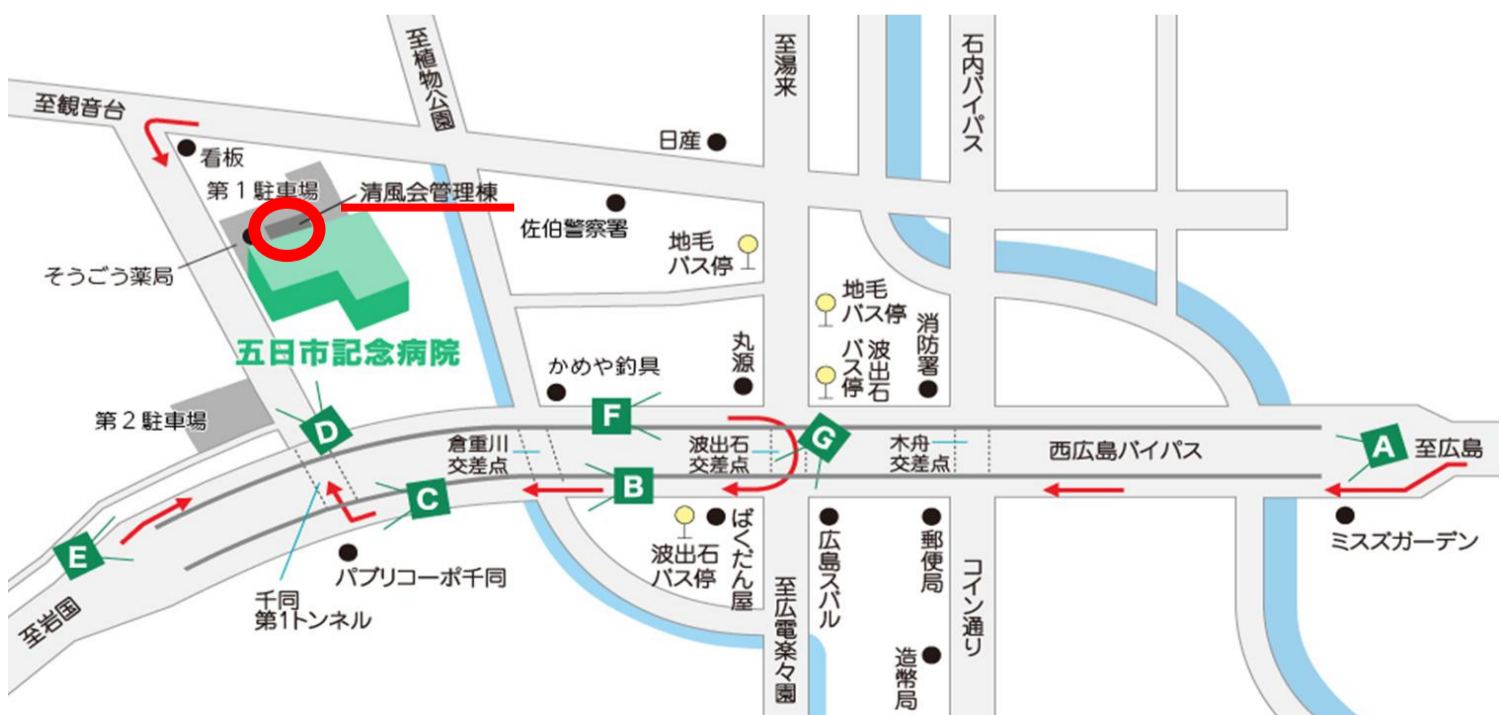 至観音台
看板
第1駐車場
清風会管理棟
そうごう薬局
五日市記念病院
第2駐車場
至植物公園
日産
佐伯警察署
地毛
バス停
至湯来
石内バイパス
地毛
バス停
波出石
バス停
消防署
丸源
かめや釣具
F
D
G
A
倉重川
交差点
波出石
交差点
木舟
交差点
西広島バイパス
至広島
B
C
E
波出石
バス停
ばくだん屋
広島スバル
郵便局
ミスズガーデン
パブリコーポ千同
千同
第1トンネル
至岩国
至広電楽々園
コイン通り
造幣局